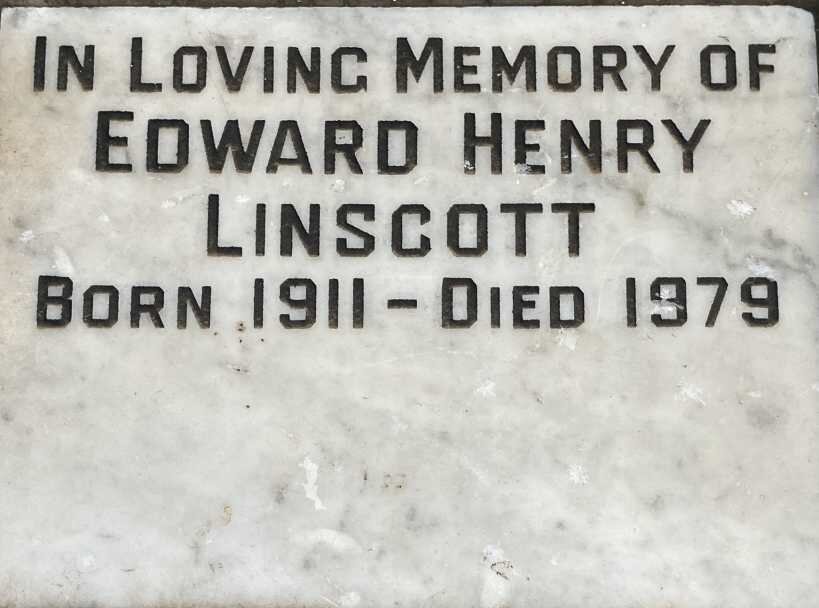 IN LOVING MEMORY OF
EDWARD HENRY
LINSCOTT
BORN 1911 – DIED 1979